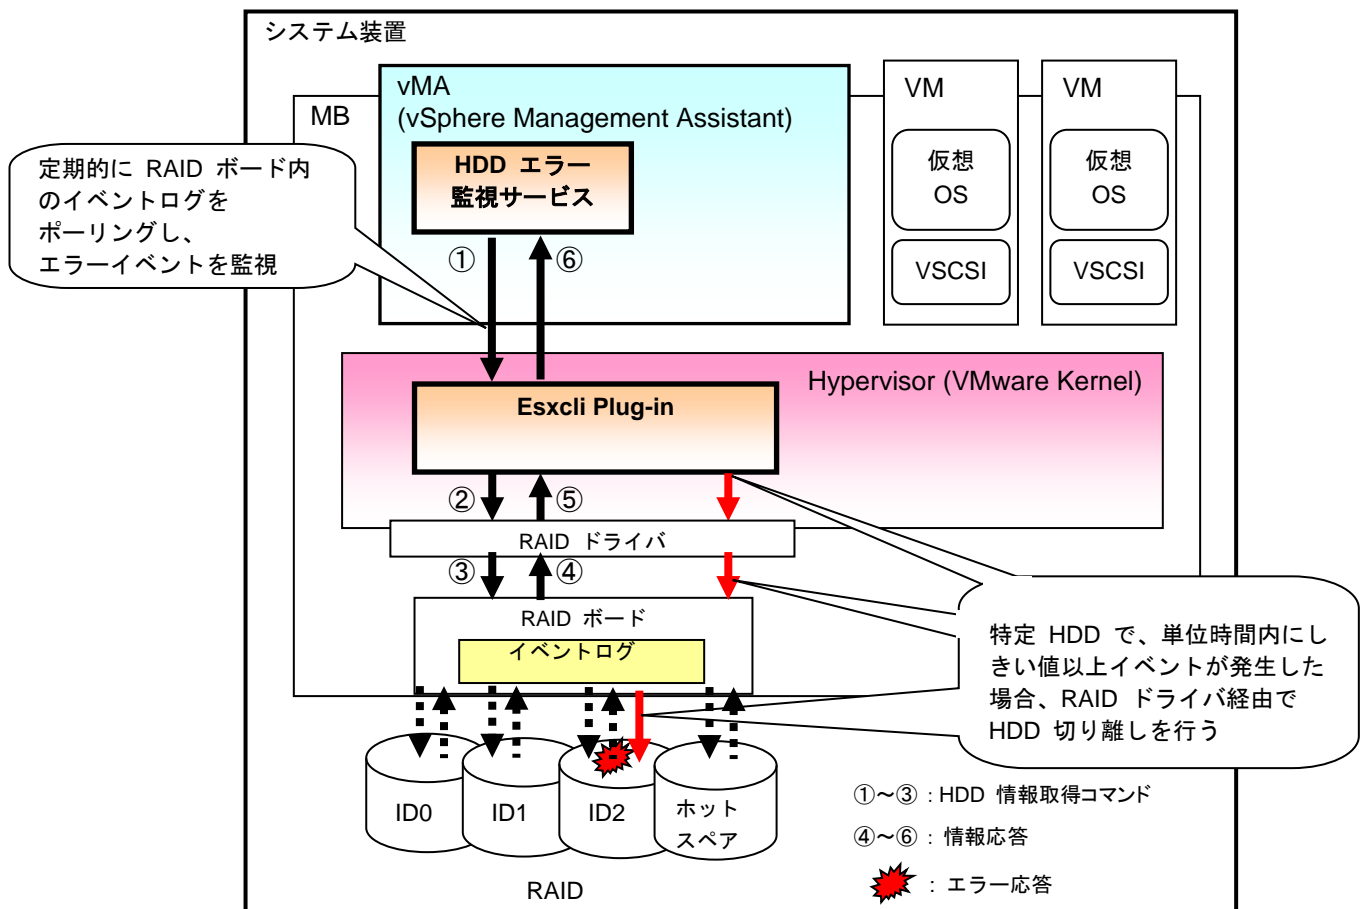 システム装置
MB
vMA
(vSphere Management Assistant)
HDD エラー
監視サービス
VM
仮想
OS
VSCSI
VM
仮想
OS
VSCSI
定期的に RAID ボード内
のイベントログを
ポーリングし、
エラーイベントを監視
① ⑥
Hypervisor (VMware Kernel)
Esxcli Plug-in
② ⑤
RAID ドライバ
③ ④
RAID ボード
イベントログ
特定 HDD で、単位時間内にし
きい値以上イベントが発生した
場合、RAID ドライバ経由で
HDD 切り離しを行う
ID0
ID1
ID2
ホット
スペア
RAID
①～③ : HDD 情報取得コマンド
④～⑥ : 情報応答
: エラー応答